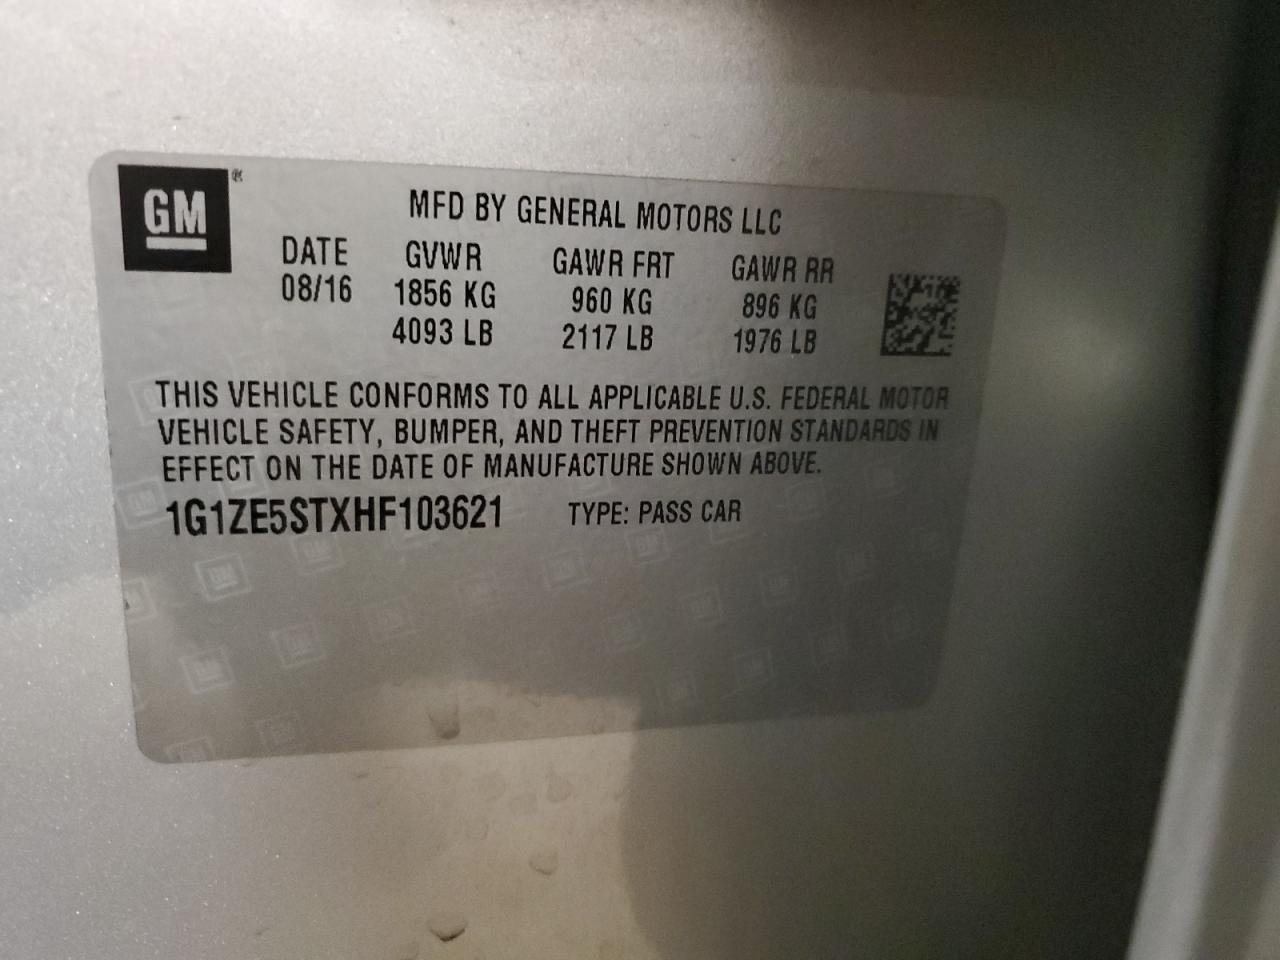 GM®
MFD BY GENERAL MOTORS LLC
DATE GVWR GAWR FRT GAWR RR
08/16 1856 KG 960 KG 896 KG
4093 LB 2117 LB 1976 LB
THIS VEHICLE CONFORMS TO ALL APPLICABLE U.S. FEDERAL MOTOR
VEHICLE SAFETY, BUMPER, AND THEFT PREVENTION STANDARDS IN
EFFECT ON THE DATE OF MANUFACTURE SHOWN ABOVE.
1G1ZE5STXHF103621 TYPE: PASS CAR